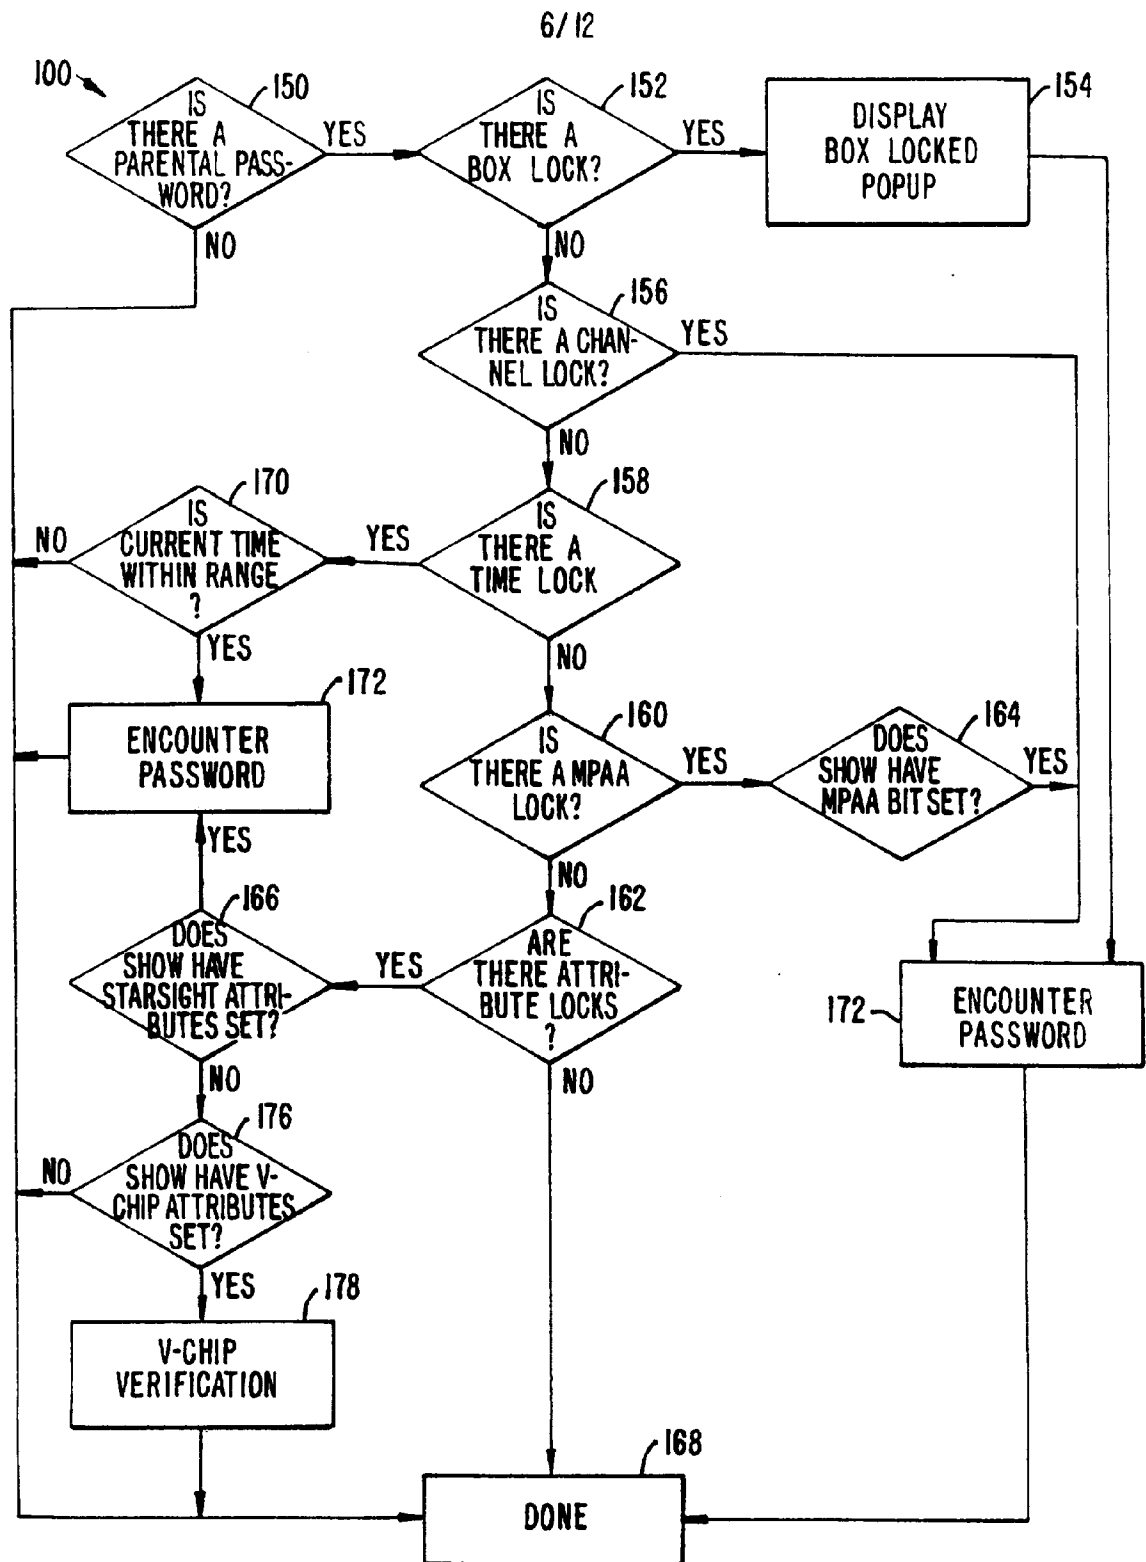 6/12
100
150
IS
THERE A
PARENTAL PASS-
WORD?
YES
NO
152
IS
THERE A
BOX LOCK?
YES
NO
154
DISPLAY
BOX LOCKED
POPUP
156
IS
THERE A CHAN-
NEL LOCK?
YES
NO
158
IS
THERE A
TIME LOCK
YES
NO
170
IS
CURRENT TIME
WITHIN RANGE
?
NO
YES
172
ENCOUNTER
PASSWORD
YES
160
IS
THERE A MPAA
LOCK?
YES
NO
164
DOES
SHOW HAVE
MPAA BIT SET?
YES
162
ARE
THERE ATTRI-
BUTE LOCKS
?
YES
NO
166
DOES
SHOW HAVE
STARSIGHT ATTRI-
BUTES SET?
NO
172
ENCOUNTER
PASSWORD
176
DOES
SHOW HAVE V-
CHIP ATTRIBUTES
SET?
NO
YES
178
V-CHIP
VERIFICATION
168
DONE